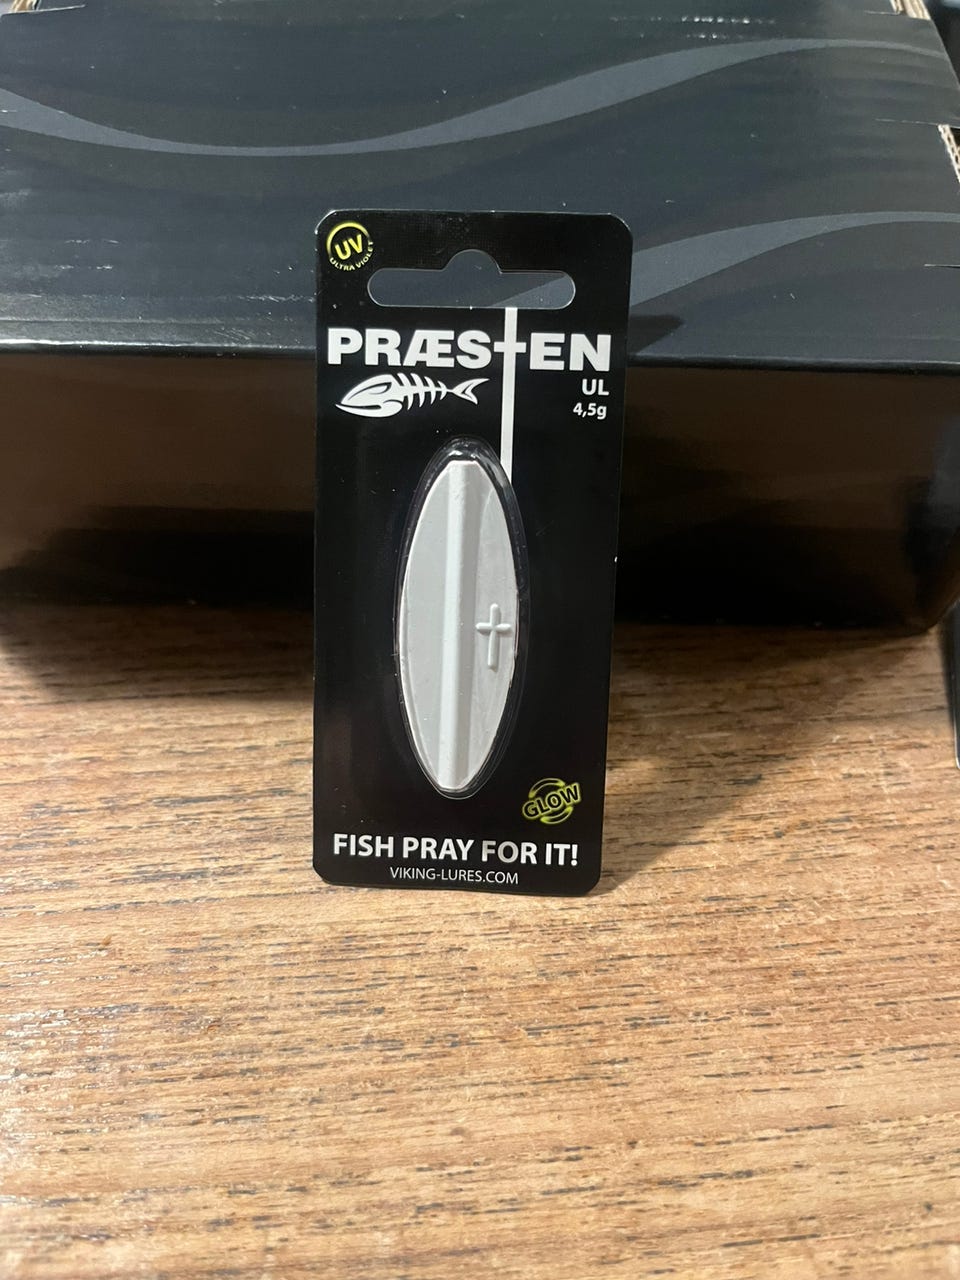 UV
ULTRA VIOLET
PRÆSTEN
UL
4,5g
GLOW
FISH PRAY FOR IT!
VIKING-LURES.COM